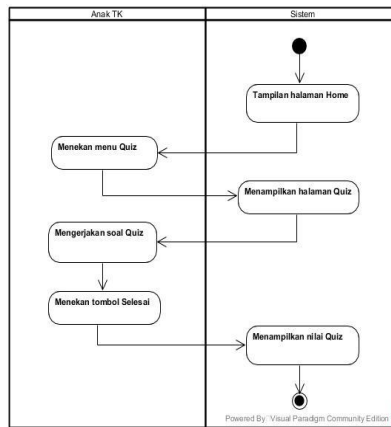 Anak TK
Sistem
Tampilan halaman Home
Menekan menu Quiz
Menampilkan halaman Quiz
Mengerjakan soal Quiz
Menekan tombol Selesai
Menampilkan nilai Quiz
Powered By: Visual Paradigm Community Edition